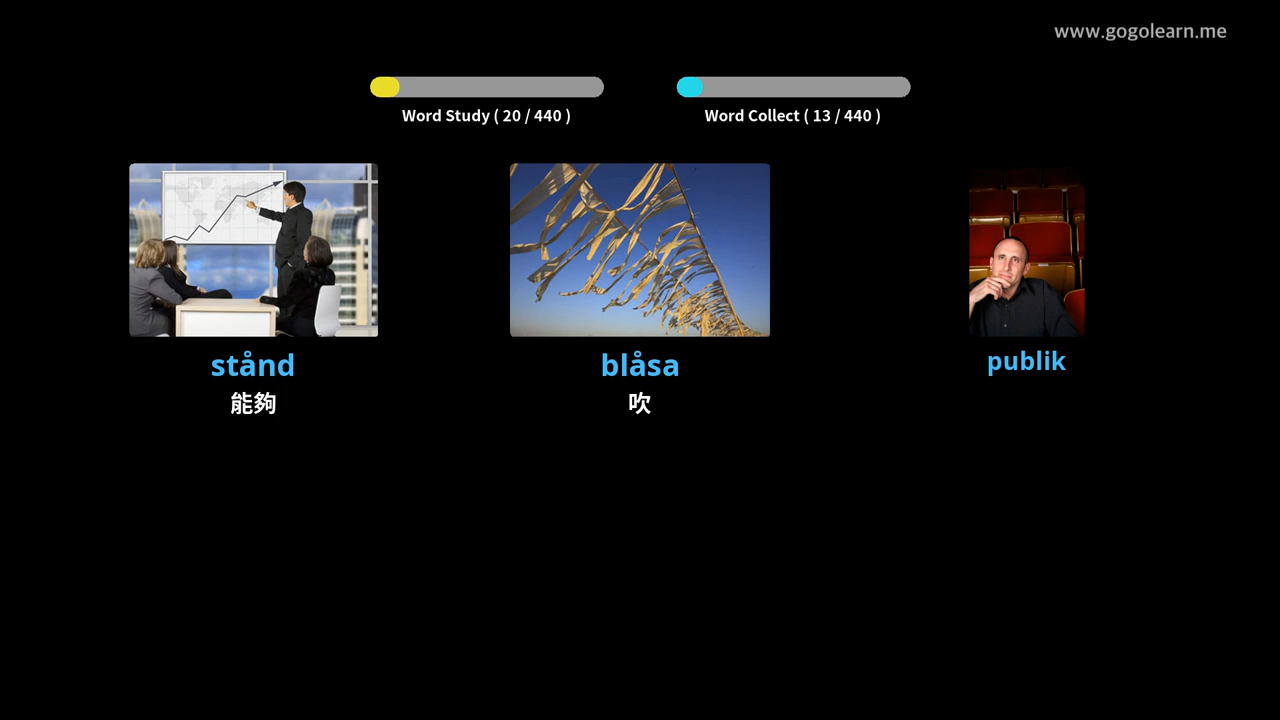 www.gogolearn.me
Word Study ( 20 / 440 )
Word Collect ( 13 / 440 )
stånd
能夠
blåsa
吹
publik